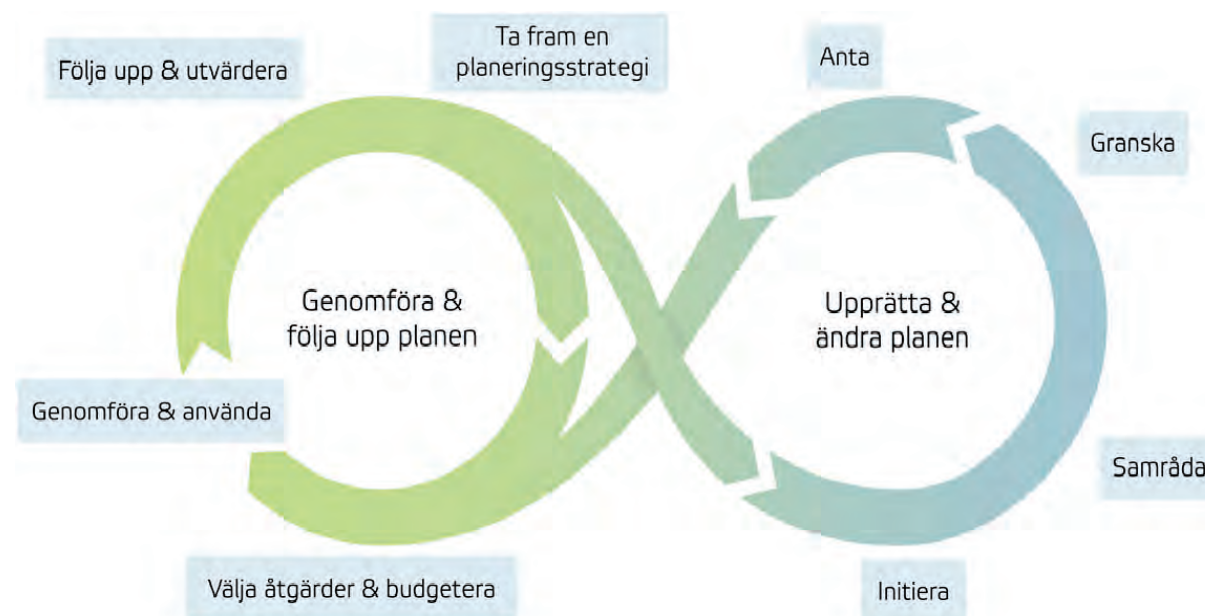 Ta fram en
planeringsstrategi
Följa upp & utvärdera
Anta
Granska
Genomföra &
följa upp planen
Upprätta &
ändra planen
Genomföra & använda
Samråda
Välja åtgärder & budgetera
Initiera